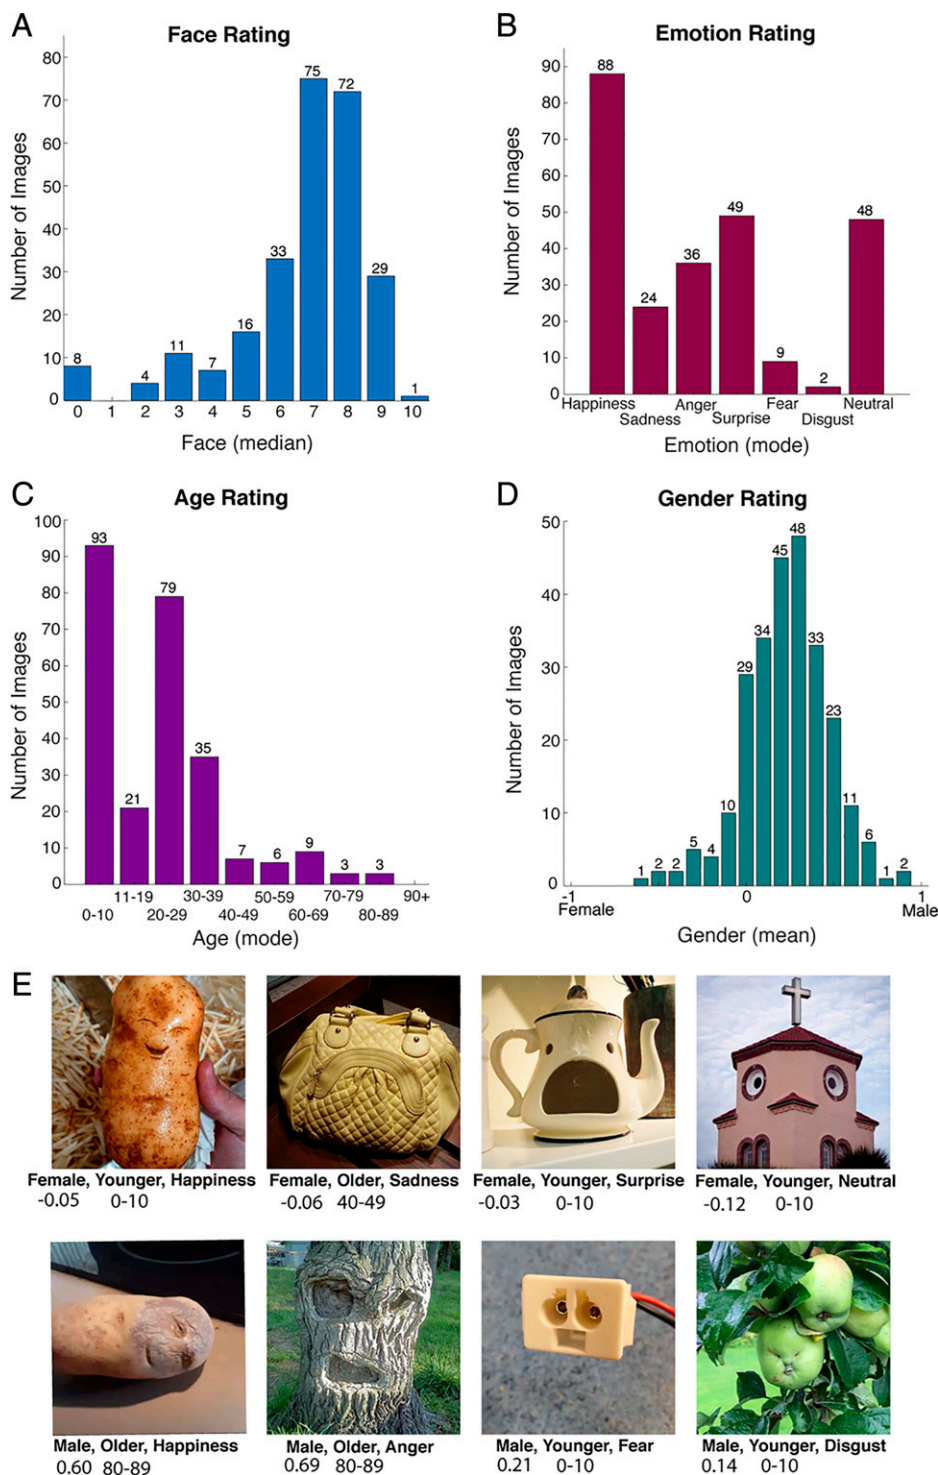 A
Face Rating
Number of Images
80
70
60
50
40
30
20
10
0
8
4
11
7
16
33
75
72
29
1
0 1 2 3 4 5 6 7 8 9 10
Face (median)
B
Emotion Rating
Number of Images
90
80
70
60
50
40
30
20
10
0
88
24
36
49
9
2
48
Happiness Anger Fear Neutral
Sadness Surprise Disgust
Emotion (mode)
C
Age Rating
Number of Images
100
90
80
70
60
50
40
30
20
10
0
93
21
79
35
7
6
9
3
3
11-19 30-39 50-59 70-79 90+
0-10 20-29 40-49 60-69 80-89
Age (mode)
D
Gender Rating
Number of Images
50
40
30
20
10
0
1
2
2
5
4
10
29
34
45
48
33
23
11
6
1
2
-1 0 1
Female Male
Gender (mean)
E
Female, Younger, Happiness
-0.05 0-10
Female, Older, Sadness
-0.06 40-49
Female, Younger, Surprise
-0.03 0-10
Female, Younger, Neutral
-0.12 0-10
Male, Older, Happiness
0.60 80-89
Male, Older, Anger
0.69 80-89
Male, Younger, Fear
0.21 0-10
Male, Younger, Disgust
0.14 0-10